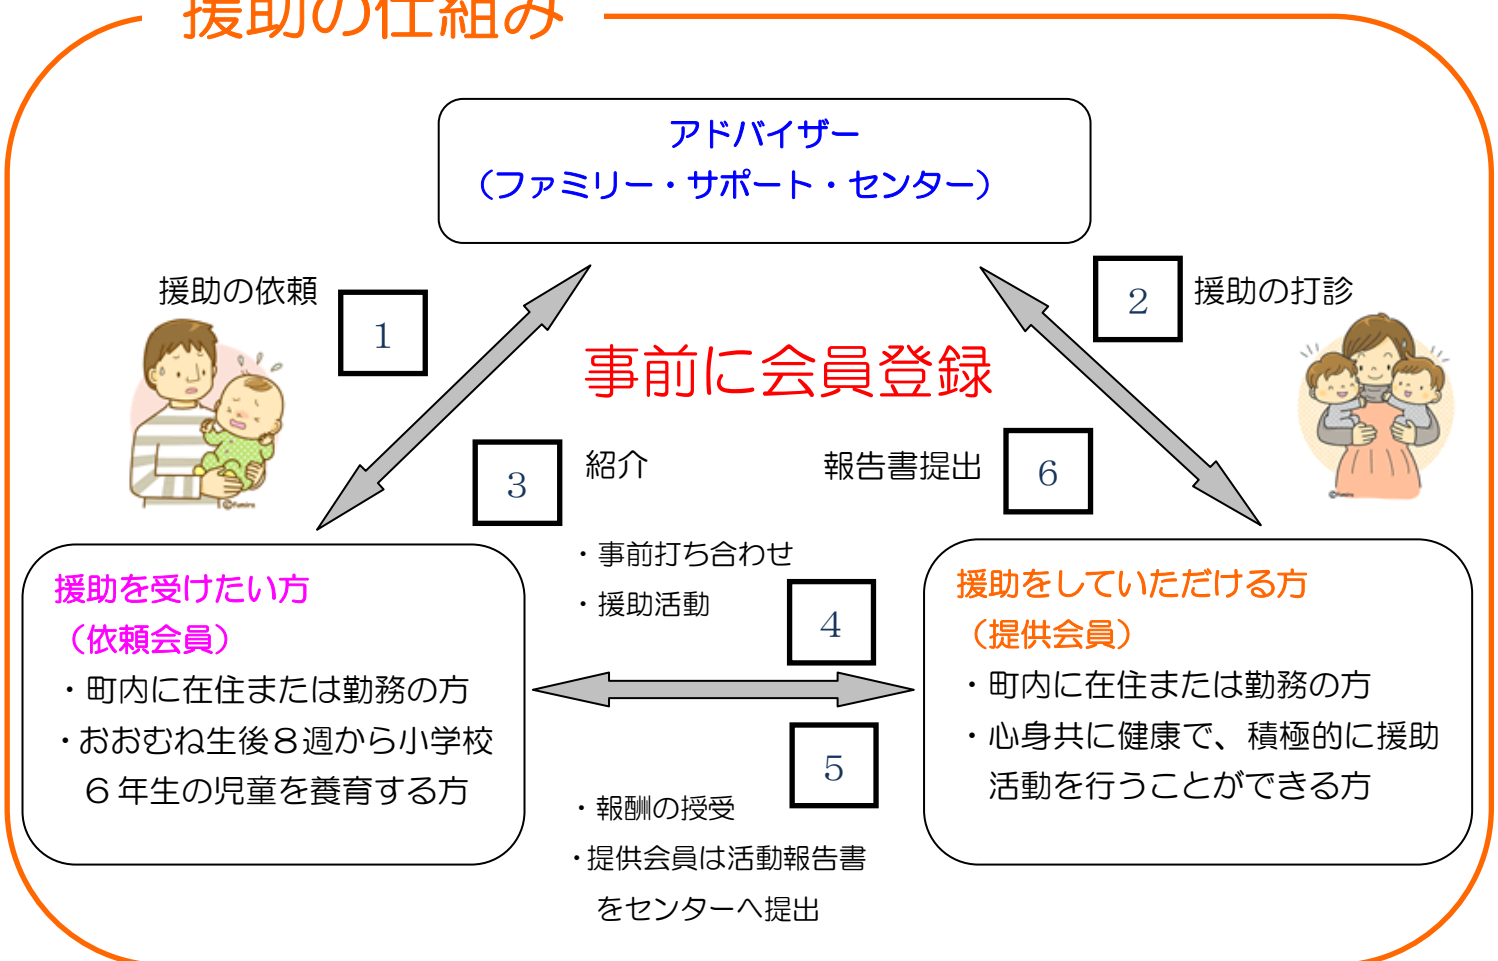 援助の仕組み
アドバイザー
（ファミリー・サポート・センター）
援助の依頼
1
2
援助の打診
事前に会員登録
3
紹介
報告書提出
6
・事前打ち合わせ
・援助活動
4
援助を受けたい方
（依頼会員）
・町内に在住または勤務の方
・おおむね生後８週から小学校
６年生の児童を養育する方
援助をしていただける方
（提供会員）
・町内に在住または勤務の方
・心身共に健康で、積極的に援助
活動を行うことができる方
5
・報酬の授受
・提供会員は活動報告書
をセンターへ提出
©fumira